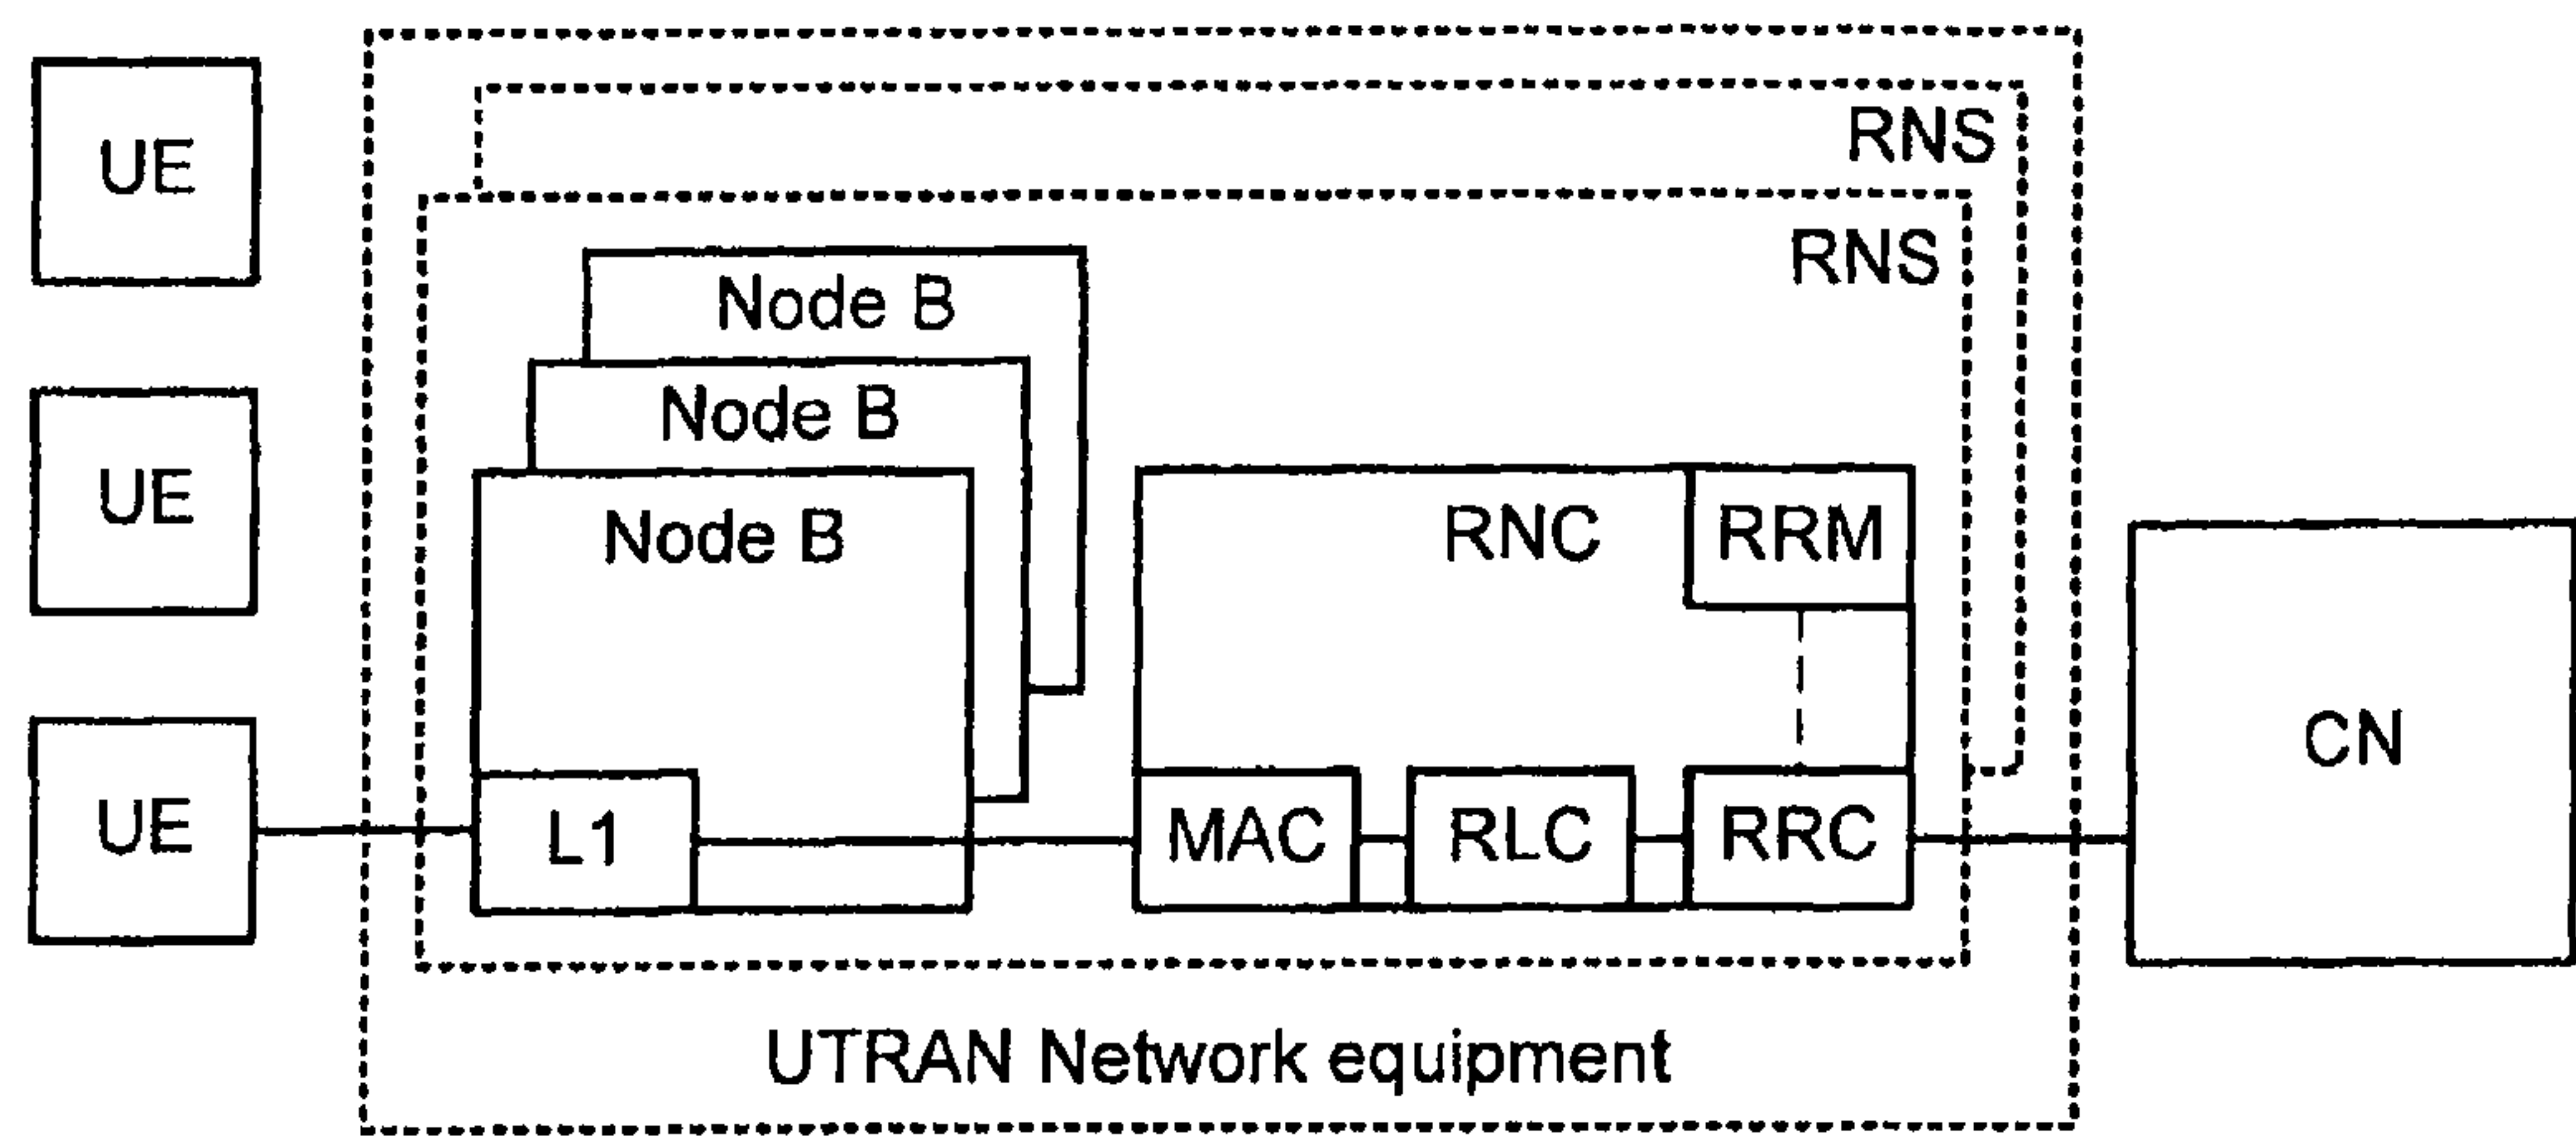 UE
UE
UE
RNS
RNS
Node B
Node B
Node B
L1
RNC
RRM
MAC
RLC
RRC
CN
UTRAN Network equipment